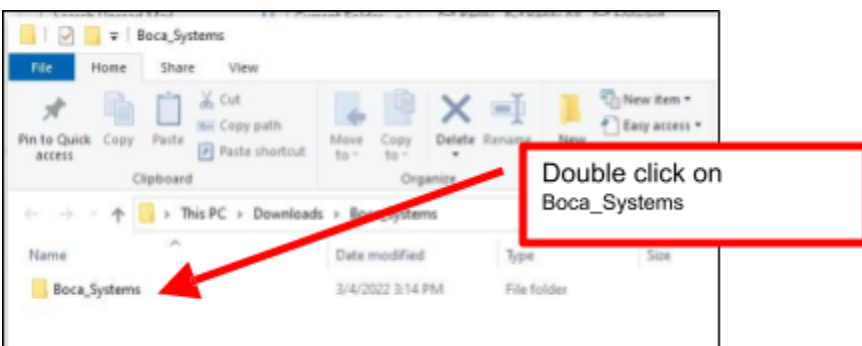 Boca_Systems
File Home Share View
Pin to Quick access
Copy
Paste
Cut
Copy path
Paste shortcut
Move to
Copy to
Delete
Rename
New
New item
Easy access
Clipboard
Organize
Double click on
Boca_Systems
This PC > Downloads > Boca_Systems
Name Date modified Type Size
Boca_Systems 3/4/2022 3:14 PM File folder